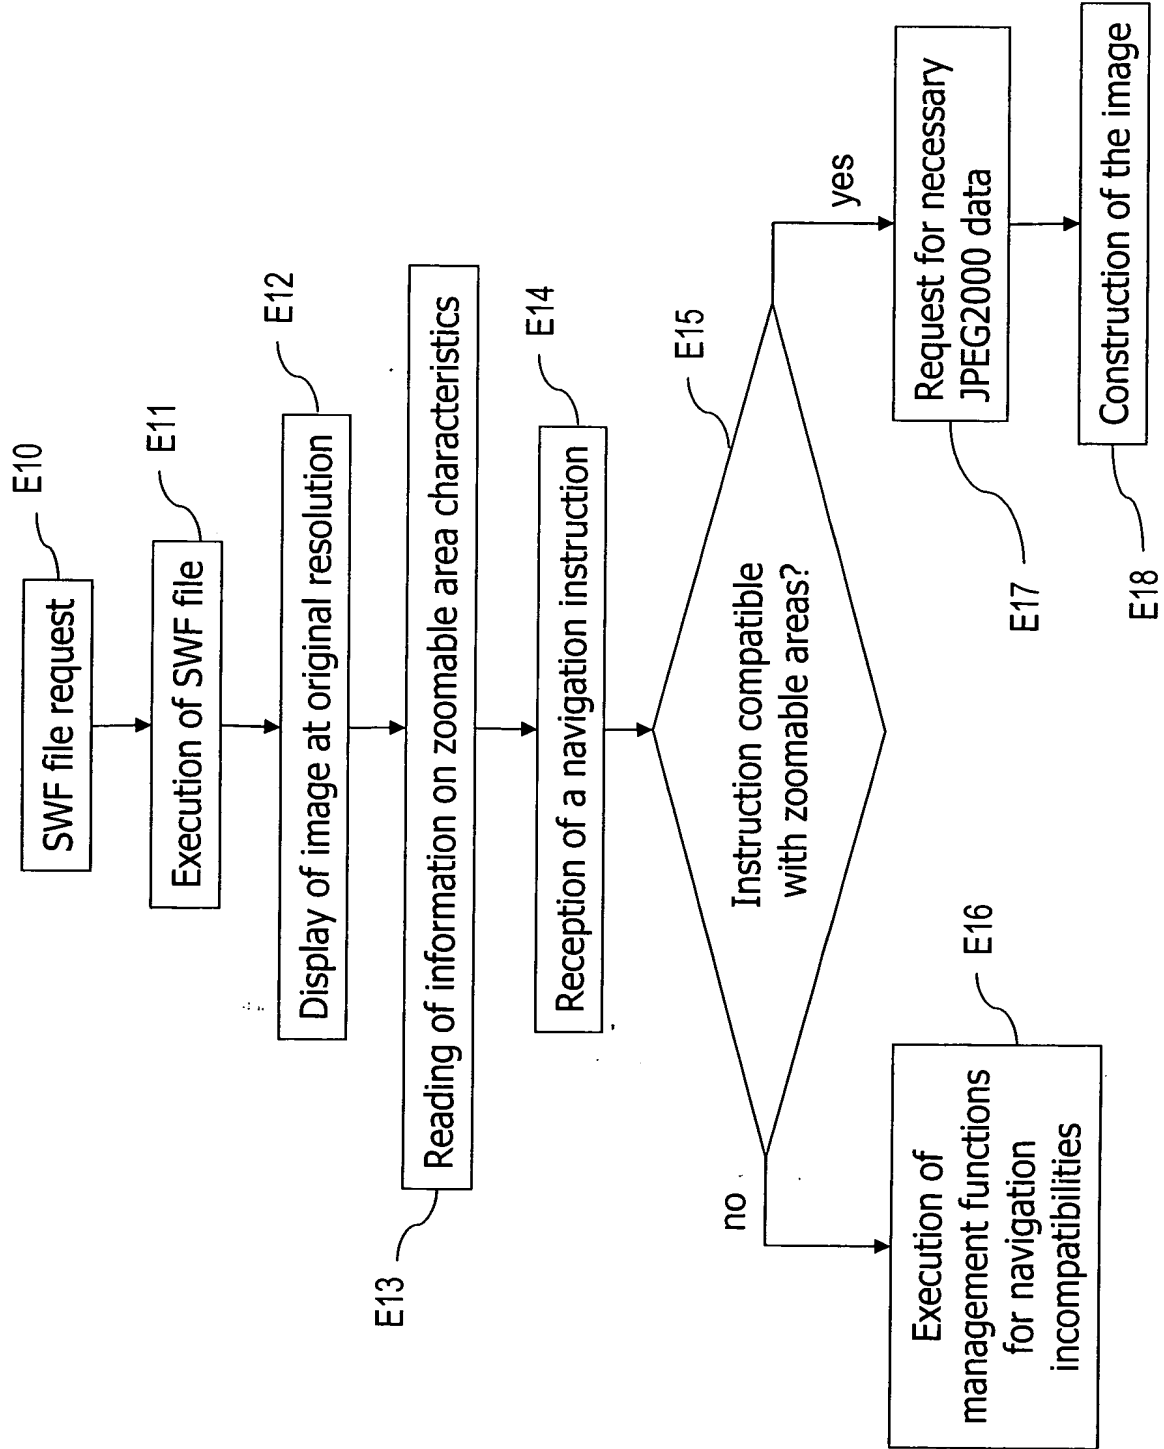 SWF file request
E10
Execution of SWF file
E11
Display of image at original resolution
E12
Reading of information on zoomable area characteristics
E13
Reception of a navigation instruction
E14
Instruction compatible
with zoomable areas?
E15
no
yes
Execution of
management functions
for navigation
incompatibilities
E16
Request for necessary
JPEG2000 data
E17
Construction of the image
E18